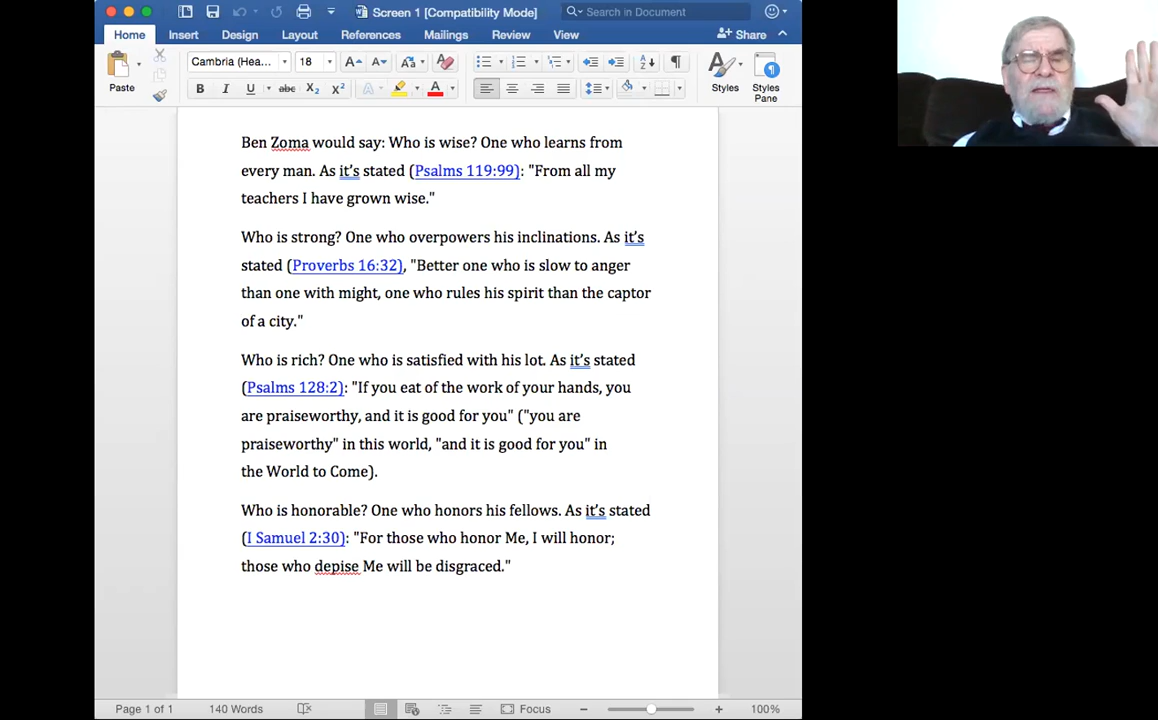 Screen 1 [Compatibility Mode]
Search in Document
Home Insert Design Layout References Mailings Review View Share
Cambria (Hea... 18
Paste
Styles
Styles Pane
Ben Zoma would say: Who is wise? One who learns from
every man. As it's stated (Psalms 119:99): "From all my
teachers I have grown wise."
Who is strong? One who overpowers his inclinations. As it's
stated (Proverbs 16:32), "Better one who is slow to anger
than one with might, one who rules his spirit than the captor
of a city."
Who is rich? One who is satisfied with his lot. As it's stated
(Psalms 128:2): "If you eat of the work of your hands, you
are praiseworthy, and it is good for you" ("you are
praiseworthy" in this world, "and it is good for you" in
the World to Come).
Who is honorable? One who honors his fellows. As it's stated
(I Samuel 2:30): "For those who honor Me, I will honor;
those who depise Me will be disgraced."
Page 1 of 1 140 Words Focus 100%